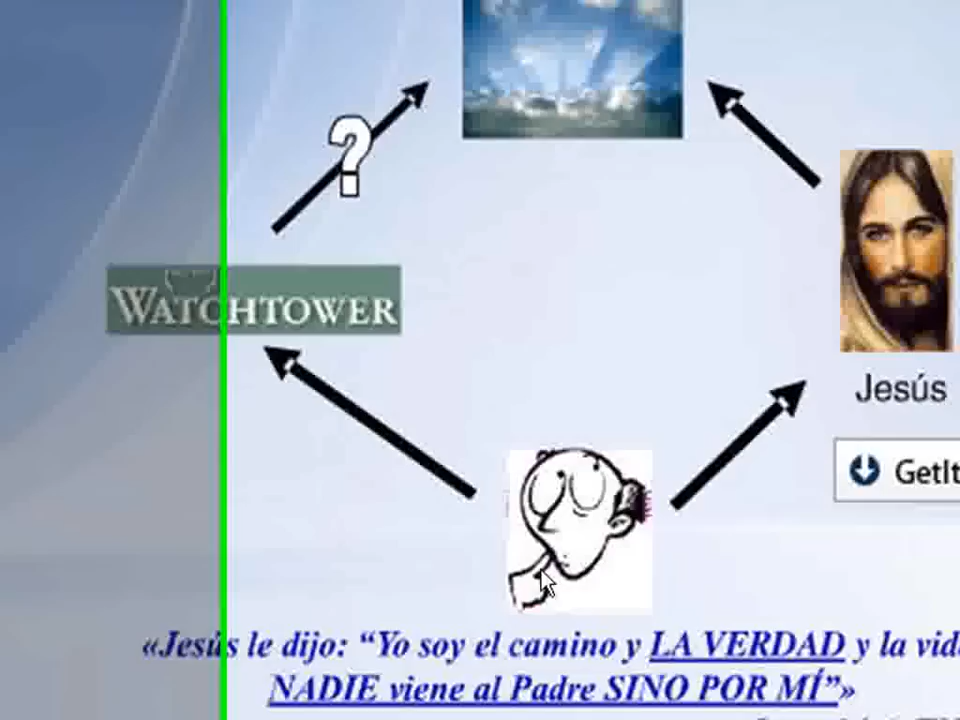 ?
WATCHTOWER
Jesús
GetIt
«Jesús le dijo: “Yo soy el camino y LA VERDAD y la vid
NADIE viene al Padre SINO POR MÍ”»